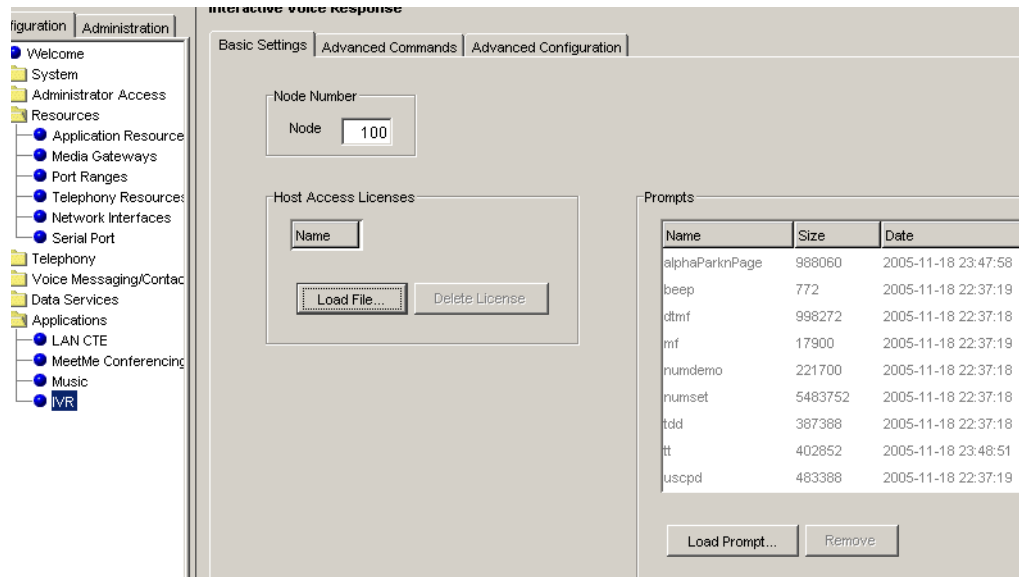 Interactive Voice Response
figuration
Administration
Basic Settings
Advanced Commands
Advanced Configuration
Welcome
System
Administrator Access
Resources
Application Resource
Media Gateways
Port Ranges
Telephony Resources
Network Interfaces
Serial Port
Telephony
Voice Messaging/Contac
Data Services
Applications
LAN CTE
MeetMe Conferencing
Music
IVR
Node Number
Node 100
Host Access Licenses
Name
Load File...
Delete License
Prompts
Name Size Date
alphaParknPage 988060 2005-11-18 23:47:58
beep 772 2005-11-18 22:37:19
dtmf 998272 2005-11-18 22:37:18
mf 17900 2005-11-18 22:37:19
numdemo 221700 2005-11-18 22:37:18
numset 5483752 2005-11-18 22:37:18
tdd 387388 2005-11-18 22:37:18
tt 402852 2005-11-18 23:48:51
uscpd 483388 2005-11-18 22:37:19
Load Prompt...
Remove